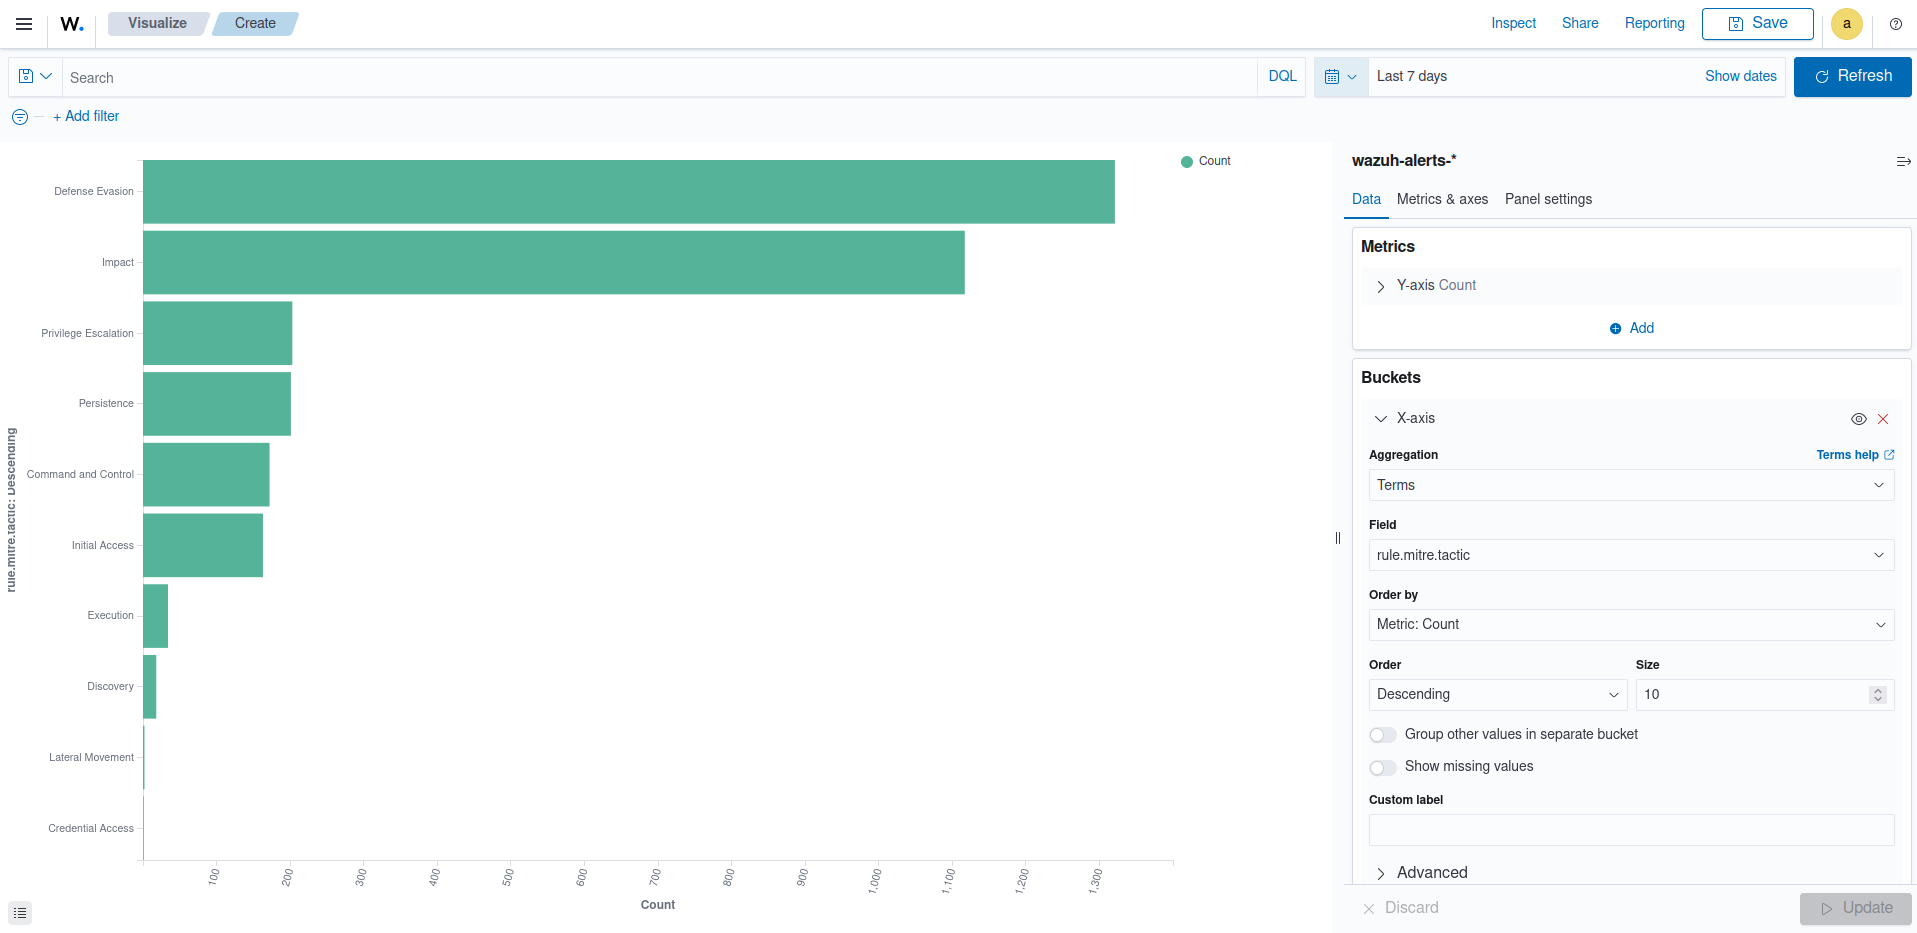 W.
Visualize
Create
Inspect
Share
Reporting
Save
a
Search
DQL
Last 7 days
Show dates
Refresh
+ Add filter
rule.mitre.tactic: Descending
Defense Evasion
Impact
Privilege Escalation
Persistence
Command and Control
Initial Access
Execution
Discovery
Lateral Movement
Credential Access
100
200
300
400
500
600
700
800
900
1,000
1,100
1,200
1,300
Count
Count
wazuh-alerts-*
Data
Metrics & axes
Panel settings
Metrics
Y-axis Count
Add
Buckets
X-axis
Aggregation
Terms help
Terms
Field
rule.mitre.tactic
Order by
Metric: Count
Order
Size
Descending
10
Group other values in separate bucket
Show missing values
Custom label
Advanced
Discard
Update